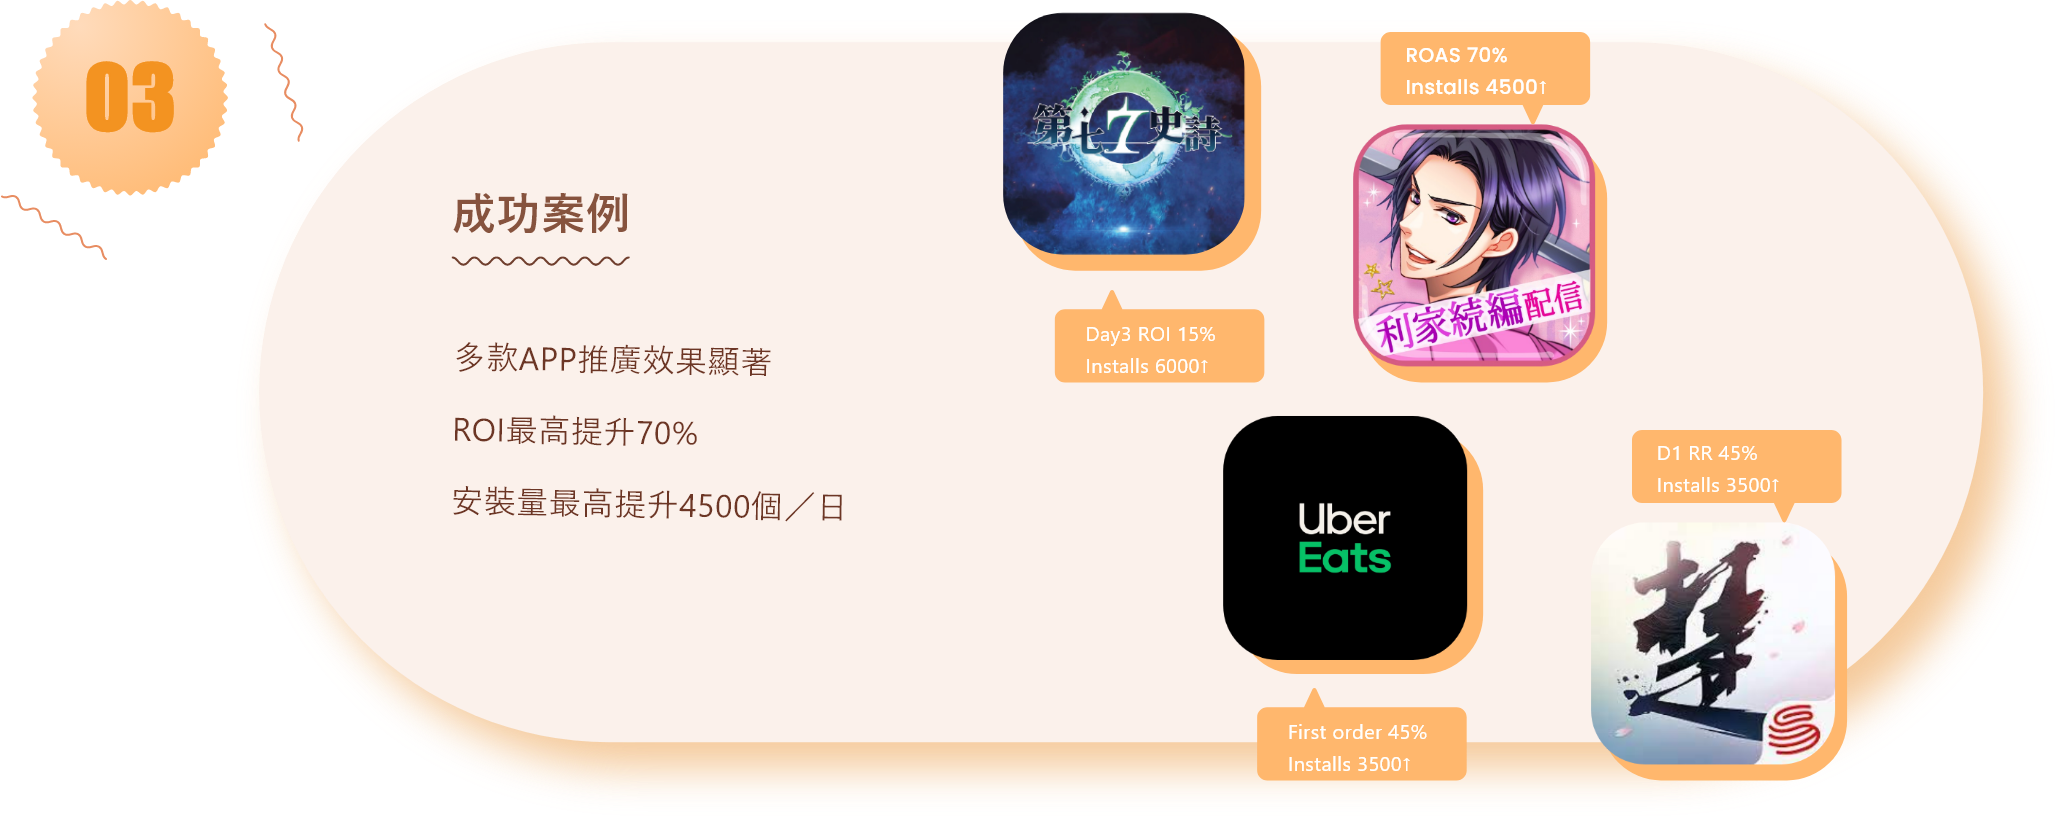 03
成功案例
多款APP推廣效果顯著
ROI最高提升70%
安裝量最高提升4500個／日
第七史詩
7
Day3 ROI 15%
Installs 6000↑
ROAS 70%
Installs 4500↑
利家続編配信
Uber
Eats
First order 45%
Installs 3500↑
D1 RR 45%
Installs 3500↑